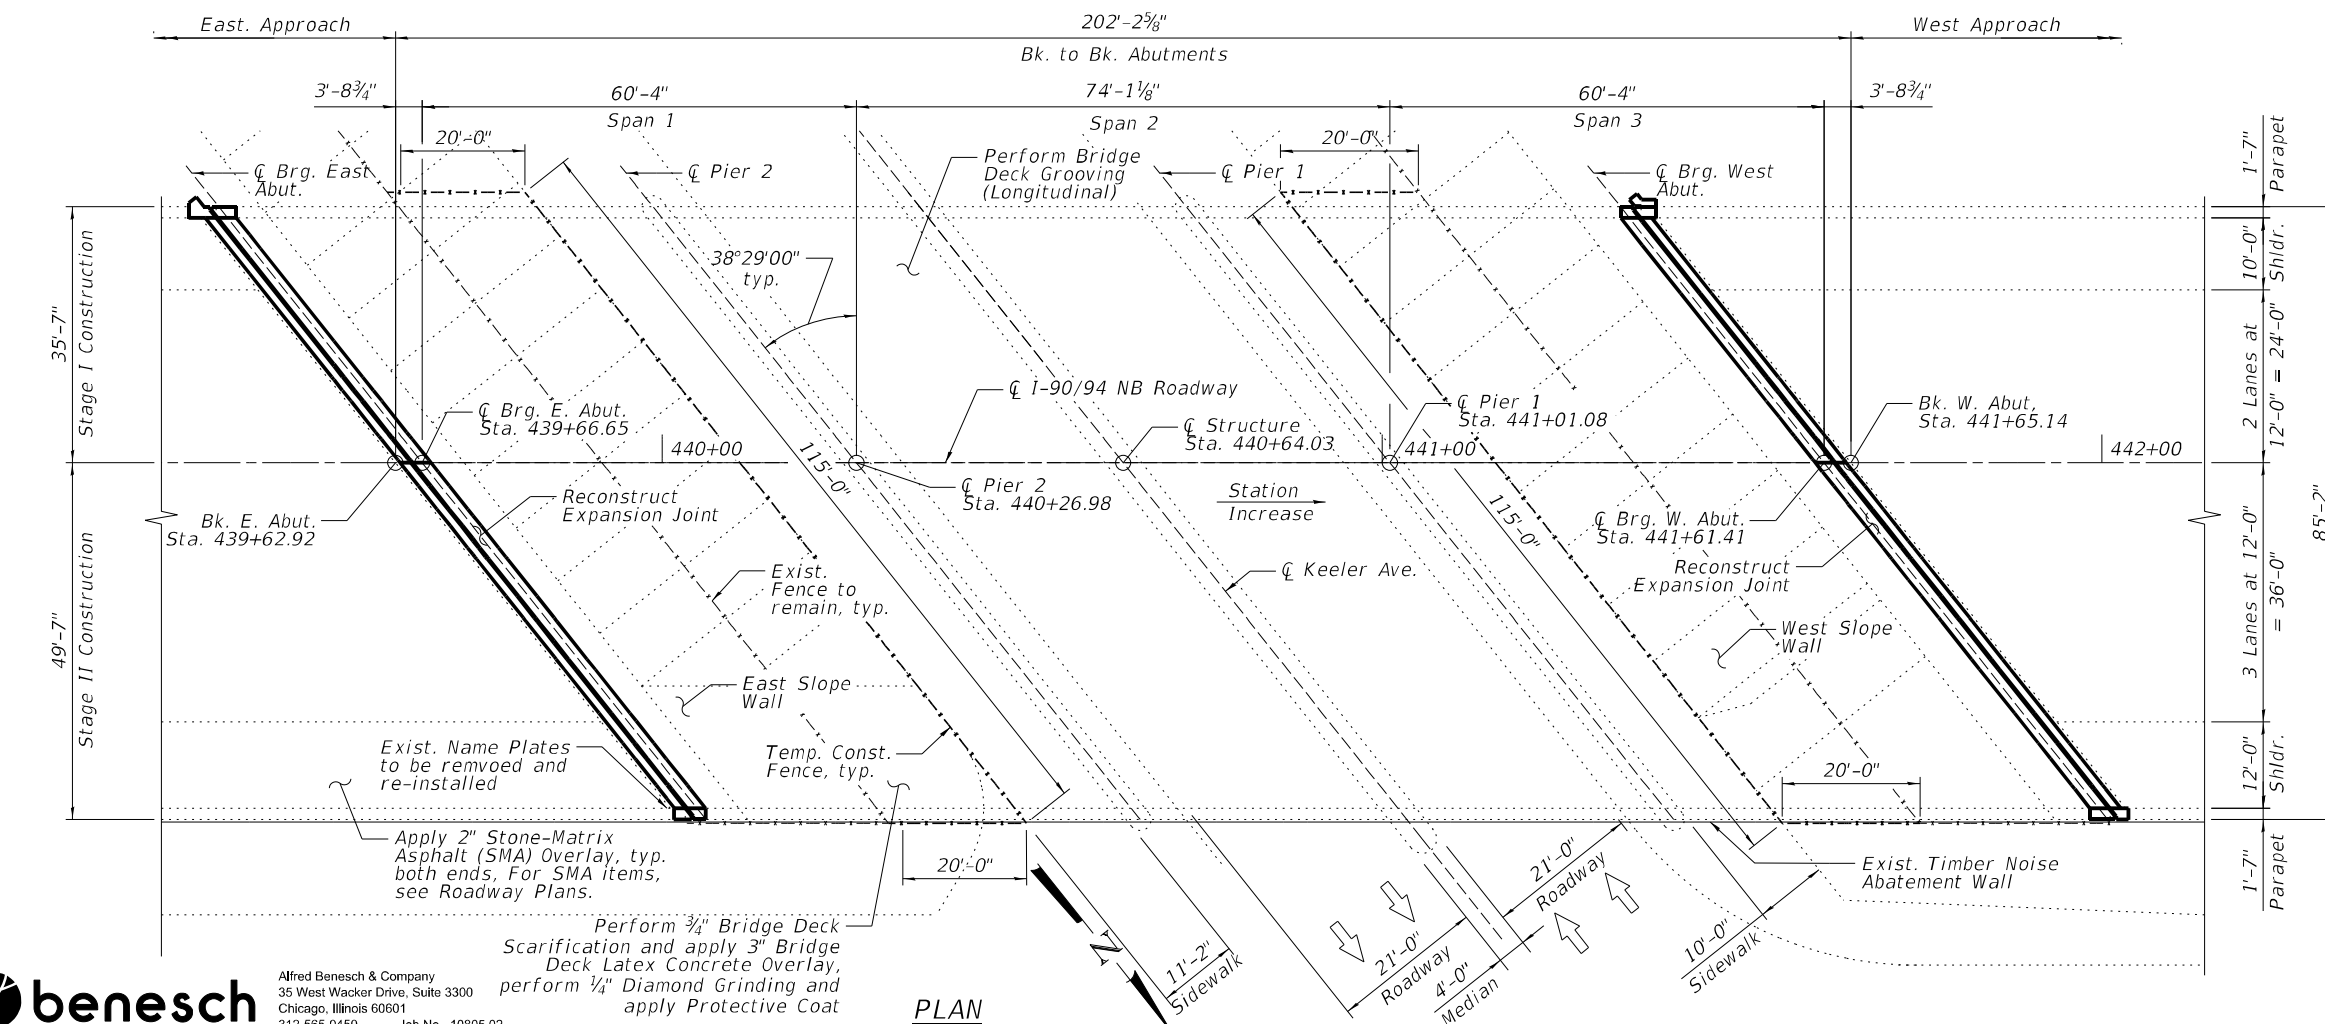 East. Approach
202'-2⅝"
West Approach
Bk. to Bk. Abutments
3'-8¾"
60'-4"
74'-1⅛"
60'-4"
3'-8¾"
Span 1
Span 2
Span 3
20'-0"
20'-0"
℄ Brg. East
Abut.
℄ Pier 2
Perform Bridge
Deck Grooving
(Longitudinal)
℄ Pier 1
℄ Brg. West
Abut.
1'-7"
Parapet
35'-7"
Stage I Construction
38°29'00"
typ.
10'-0"
Shldr.
2 Lanes at
12'-0" = 24'-0"
℄ I-90/94 NB Roadway
℄ Brg. E. Abut.
Sta. 439+66.65
440+00
℄ Structure
Sta. 440+64.03
℄ Pier 1
Sta. 441+01.08
441+00
Bk. W. Abut,
Sta. 441+65.14
442+00
115'-0"
℄ Pier 2
Sta. 440+26.98
Station
Increase
115'-0"
Reconstruct
Expansion Joint
Bk. E. Abut.
Sta. 439+62.92
℄ Brg. W. Abut.
Sta. 441+61.41
Reconstruct
Expansion Joint
85'-2"
3 Lanes at 12'-0"
= 36'-0"
49'-7"
Stage II Construction
Exist.
Fence to
remain, typ.
℄ Keeler Ave.
West Slope
Wall
East Slope
Wall
Exist. Name Plates
to be remvoed and
re-installed
Temp. Const.
Fence, typ.
20'-0"
12'-0"
Shldr.
Apply 2" Stone-Matrix
Asphalt (SMA) Overlay, typ.
both ends, For SMA items,
see Roadway Plans.
20'-0"
Exist. Timber Noise
Abatement Wall
1'-7"
Parapet
Perform ¾" Bridge Deck
Scarification and apply 3" Bridge
Deck Latex Concrete Overlay,
perform ¼" Diamond Grinding and
apply Protective Coat
N
11'-2"
Sidewalk
21'-0"
Roadway
4'-0"
Median
21'-0"
Roadway
10'-0"
Sidewalk
PLAN
benesch
Alfred Benesch & Company
35 West Wacker Drive, Suite 3300
Chicago, Illinois 60601
312-565-0450 Job No. 10805.02